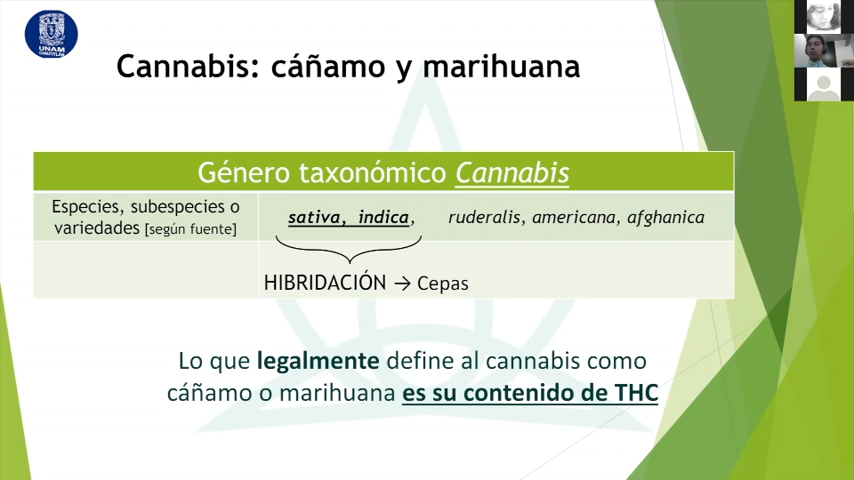 UNAM
CUAUTITLÁN
Cannabis: cáñamo y marihuana
Género taxonómico Cannabis
Especies, subespecies o
variedades [según fuente]
sativa, indica, ruderalis, americana, afghanica
HIBRIDACIÓN → Cepas
Lo que legalmente define al cannabis como
cáñamo o marihuana es su contenido de THC